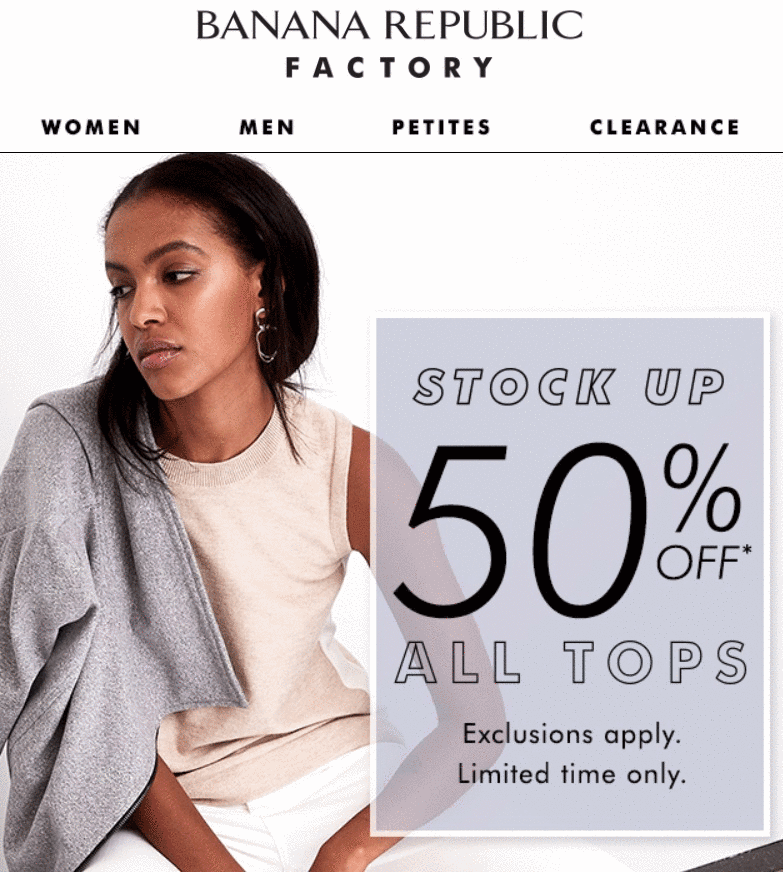 BANANA REPUBLIC
FACTORY
WOMEN MEN PETITES CLEARANCE
STOCK UP
50% OFF*
ALL TOPS
Exclusions apply.
Limited time only.